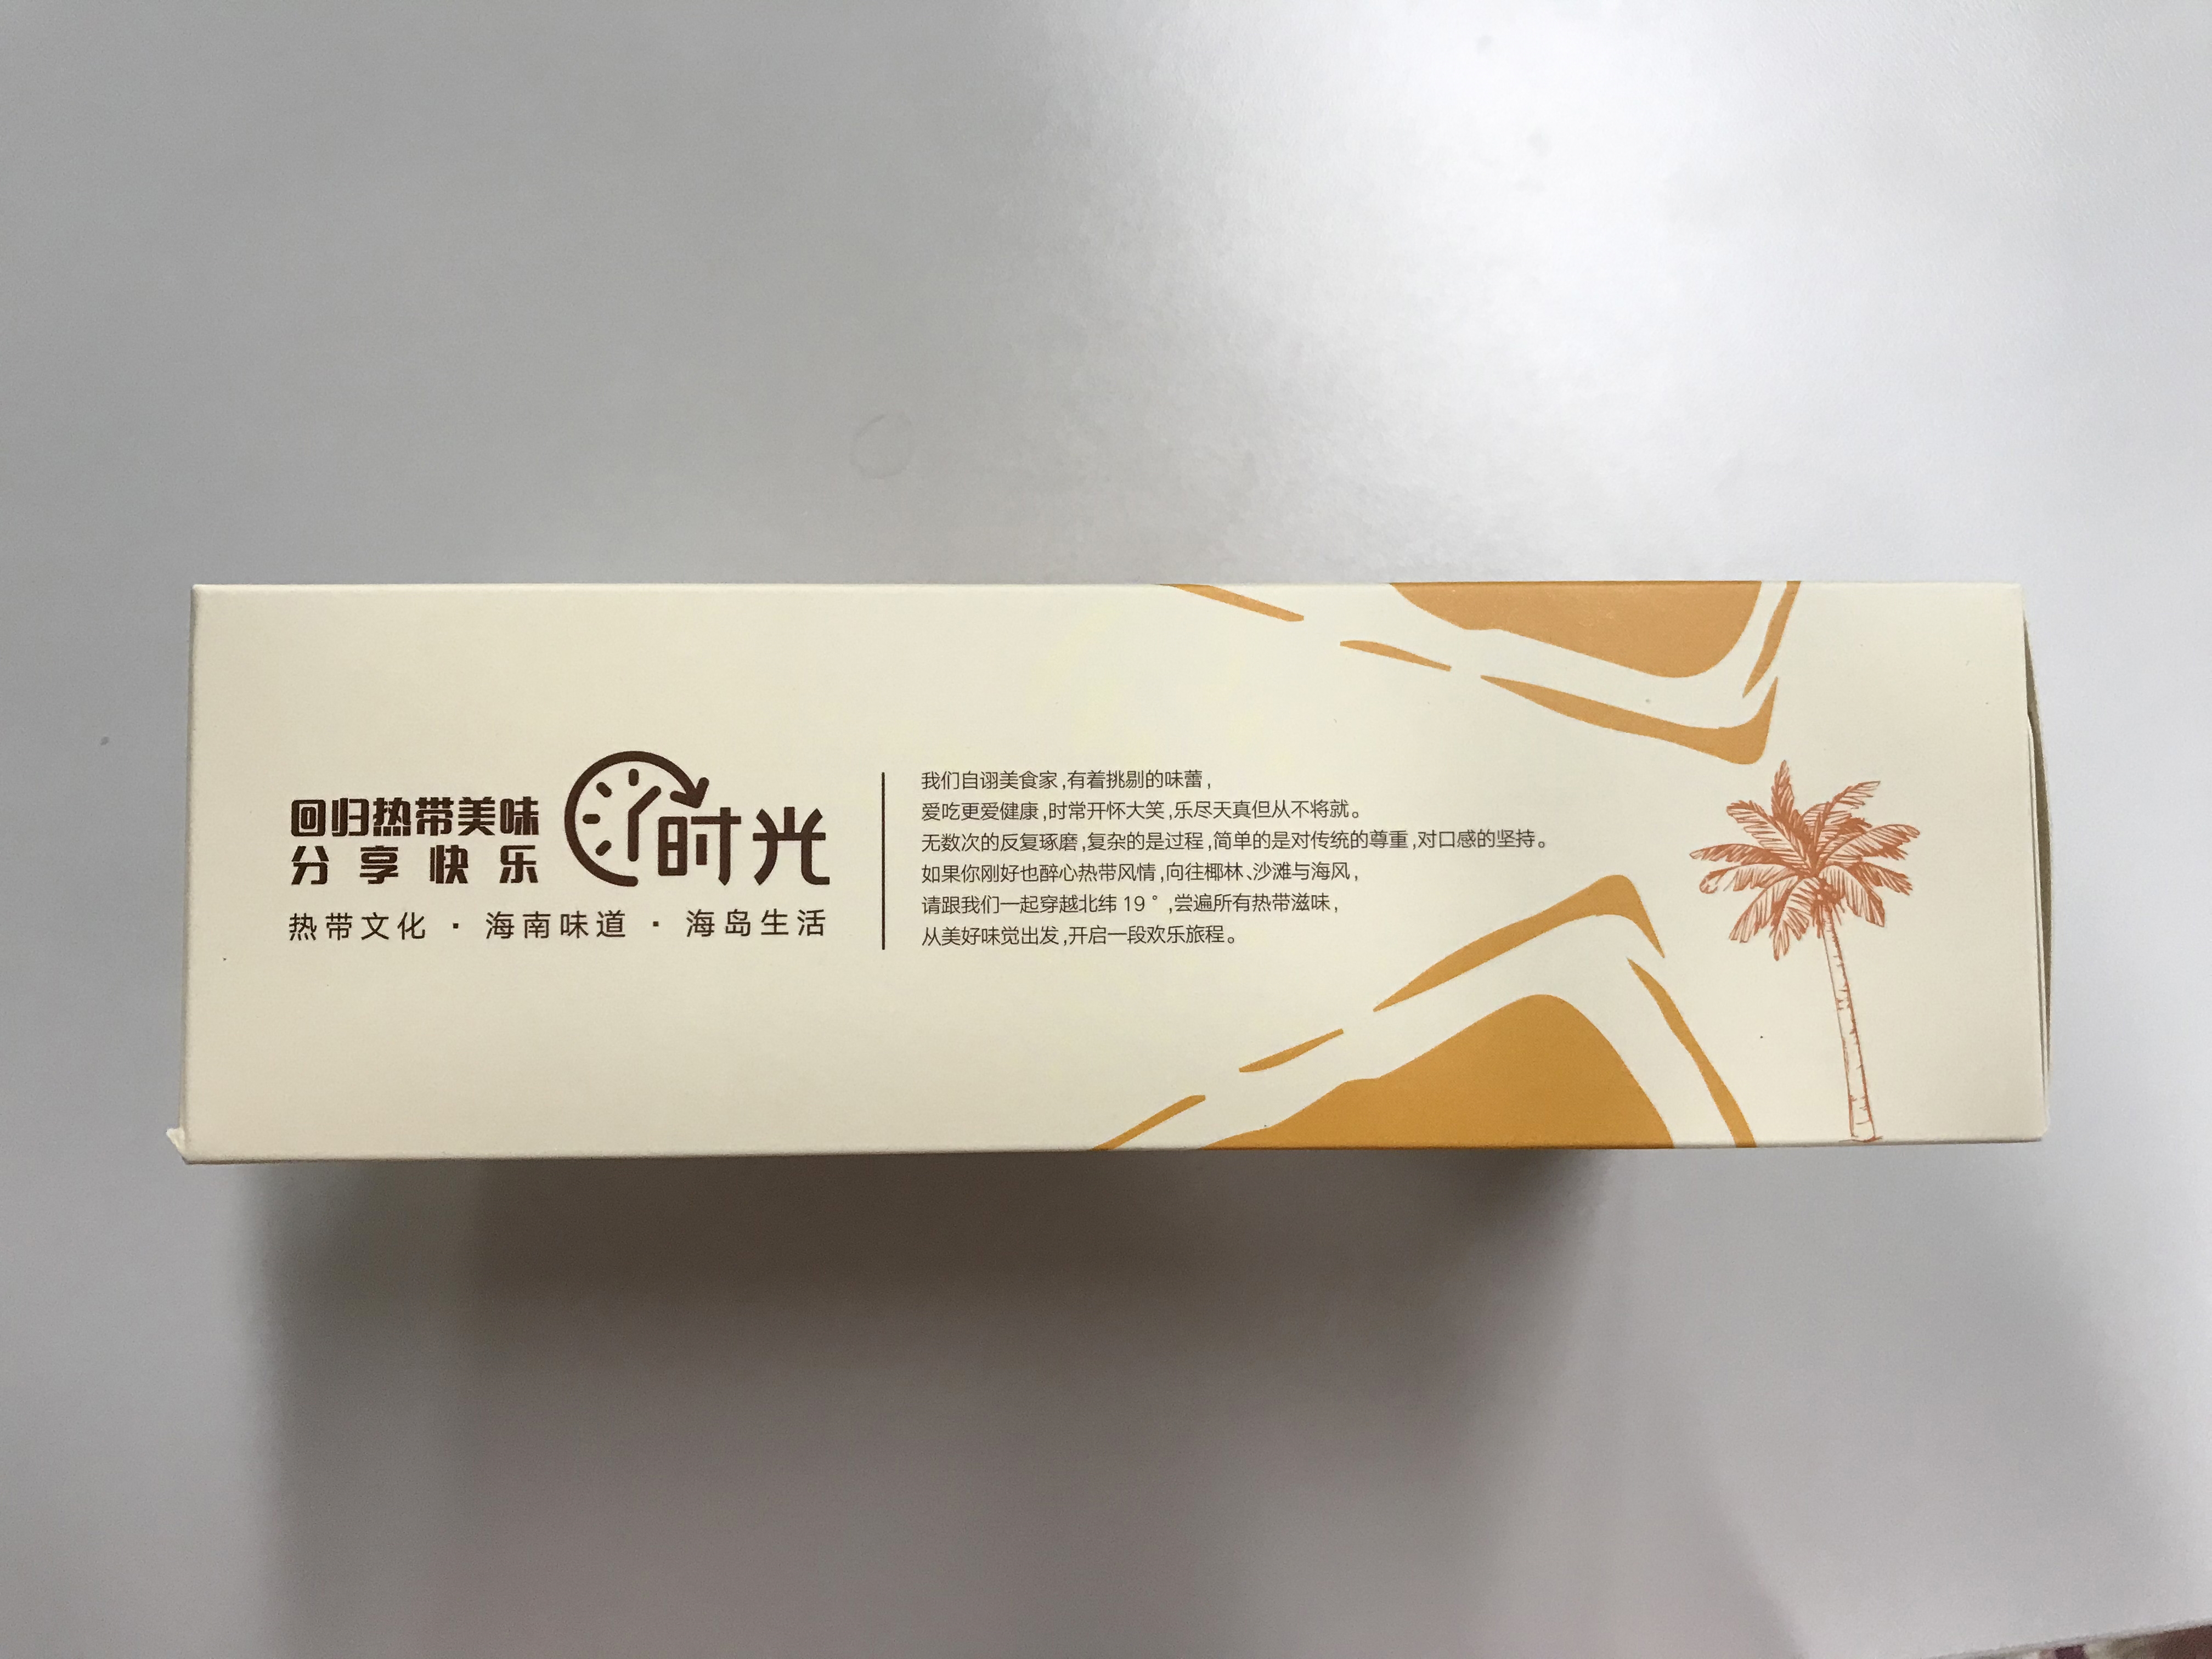 回归热带美味
分享快乐
时光
热带文化 · 海南味道 · 海岛生活
我们自诩美食家,有着挑剔的味蕾,
爱吃更爱健康,时常开怀大笑,乐尽天真但从不将就。
无数次的反复琢磨,复杂的是过程,简单的是对传统的尊重,对口感的坚持。
如果你刚好也醉心热带风情,向往椰林、沙滩与海风,
请跟我们一起穿越北纬 19°,尝遍所有热带滋味,
从美好味觉出发,开启一段欢乐旅程。